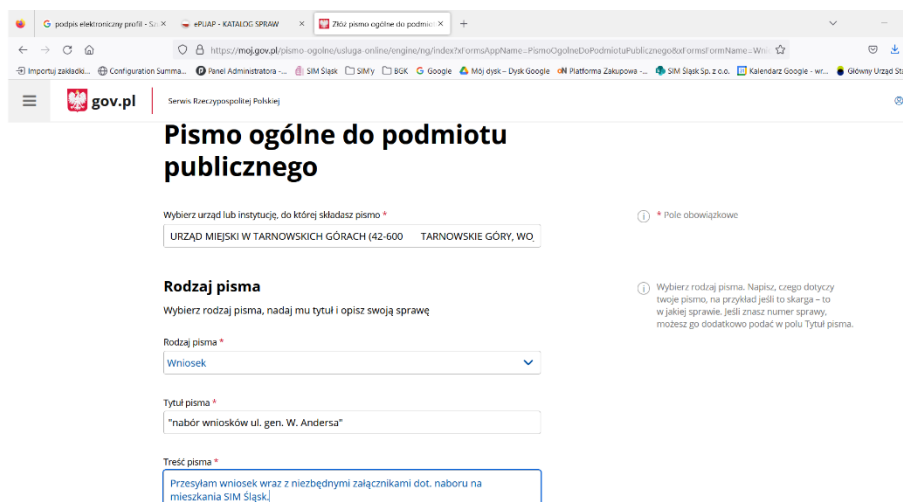 podpis elektroniczny profil - Sz
ePUAP - KATALOG SPRAW
Złóż pismo ogólne do podmiot
https://moj.gov.pl/pismo-ogolne/usluga-online/engine/ng/index?xFormsAppName=PismoOgolneDoPodmiotuPublicznego&xFormsFormName=Wni
Importuj zakładki... Configuration Summa... Panel Administratora -... SIM Śląsk SIM'y BGK Google Mój dysk – Dysk Google Platforma Zakupowa -... SIM Śląsk Sp. z o.o. Kalendarz Google - wr... Główny Urząd Sta
gov.pl Serwis Rzeczypospolitej Polskiej
Pismo ogólne do podmiotu
publicznego
Wybierz urząd lub instytucję, do której składasz pismo *
* Pole obowiązkowe
URZĄD MIEJSKI W TARNOWSKICH GÓRACH (42-600 TARNOWSKIE GÓRY, WO
Rodzaj pisma
Wybierz rodzaj pisma, nadaj mu tytuł i opisz swoją sprawę
Wybierz rodzaj pisma. Napisz, czego dotyczy
twoje pismo, na przykład jeśli to skarga – to
w jakiej sprawie. Jeśli znasz numer sprawy,
możesz go dodatkowo podać w polu Tytuł pisma.
Rodzaj pisma *
Wniosek
Tytuł pisma *
"nabór wniosków ul. gen. W. Andersa"
Treść pisma *
Przesyłam wniosek wraz z niezbędnymi załącznikami dot. naboru na
mieszkania SIM Śląsk.